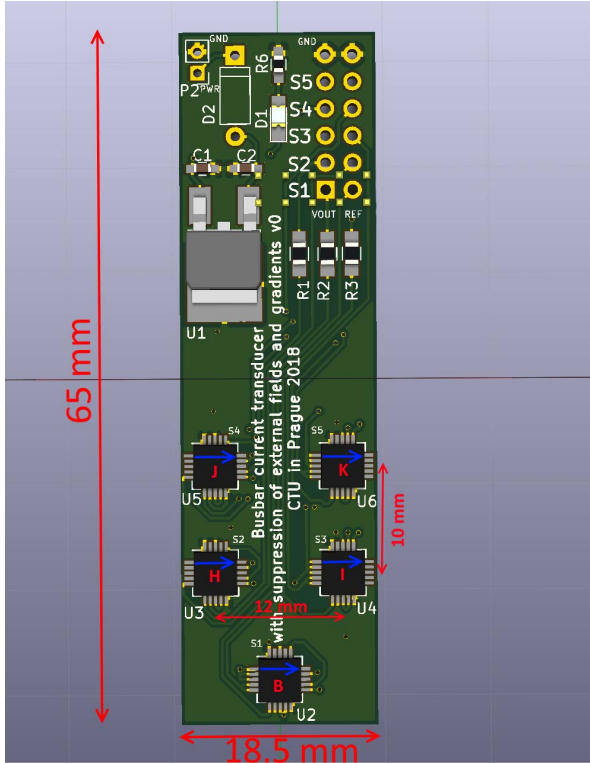 GND
GND
R6
S5
P2
PWR
D2
D1
S4
S3
C1
C2
S2
S1
VOUT
REF
R1
R2
R3
U1
65 mm
Busbar current transducer
with suppression of external fields and gradients v0
CTU in Prague 2018
S4
S5
J
K
U5
U6
10 mm
S2
S3
H
I
U3
U4
12 mm
S1
B
U2
18.5 mm